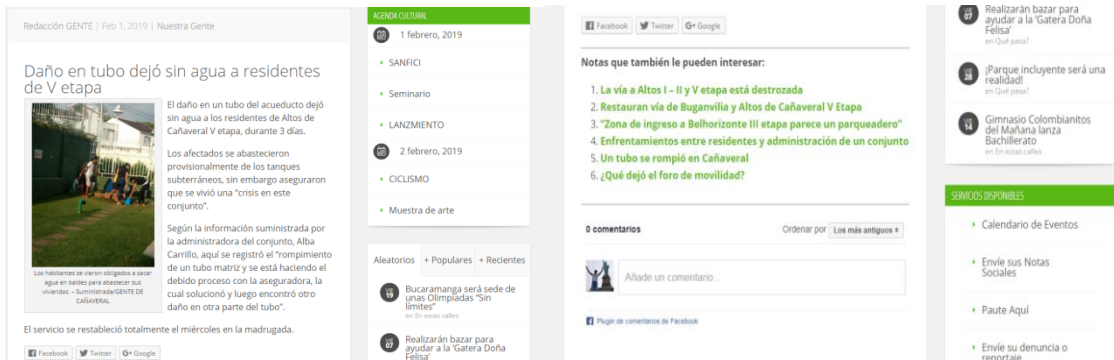 Redacción GENTE | Feb 1, 2019 | Nuestra Gente
Daño en tubo dejó sin agua a residentes
de V etapa
El daño en un tubo del acueducto dejó
sin agua a los residentes de Altos de
Cañaveral V etapa, durante 3 días.
Los afectados se abastecieron
provisionalmente de los tanques
subterráneos, sin embargo aseguraron
que se vivió una "crisis en este
conjunto".
Según la información suministrada por
la administradora del conjunto, Alba
Carrillo, aquí se registró el "rompimiento
de un tubo matriz y se está haciendo el
debido proceso con la aseguradora, la
cual solucionó y luego encontró otro
daño en otra parte del tubo".
Los habitantes se vieron obligados a sacar
agua en baldes para abastecer sus
viviendas. – Suministrada/GENTE DE
CAÑAVERAL
El servicio se restableció totalmente el miércoles en la madrugada.
Facebook Twitter G+ Google
AGENDA CULTURAL
1 febrero, 2019
SANFICI
Seminario
LANZMIENTO
2 febrero, 2019
CICLISMO
Muestra de arte
Aleatorios + Populares + Recientes
VIE 19
Bucaramanga será sede de
unas Olimpiadas "Sin
límites"
en En estas calles
VIE 07
Realizarán bazar para
ayudar a la 'Gatera Doña
Felisa'
Facebook Twitter G+ Google
Notas que también le pueden interesar:
1. La vía a Altos I – II y V etapa está destrozada
2. Restauran vía de Buganvilia y Altos de Cañaveral V Etapa
3. "Zona de ingreso a Belhorizonte III etapa parece un parqueadero"
4. Enfrentamientos entre residentes y administración de un conjunto
5. Un tubo se rompió en Cañaveral
6. ¿Qué dejó el foro de movilidad?
0 comentarios
Ordenar por Los más antiguos
Añade un comentario...
Plugin de comentarios de Facebook
VIE 07
Realizarán bazar para
ayudar a la 'Gatera Doña
Felisa'
en Qué pasa?
28
¡Parque incluyente será una
realidad!
en Qué pasa?
VIE 14
Gimnasio Colombianitos
del Mañana lanza
Bachillerato
en En estas calles
SERVICIOS DISPONIBLES
Calendario de Eventos
Envíe sus Notas
Sociales
Paute Aquí
Envíe su denuncia o
reportaje